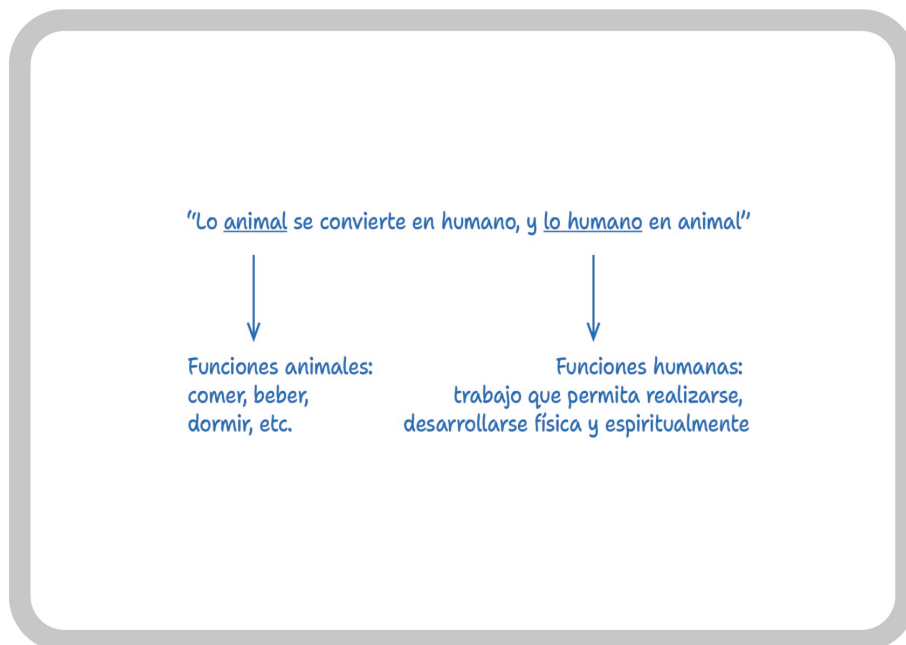 “Lo animal se convierte en humano, y lo humano en animal”
Funciones animales:
comer, beber,
dormir, etc.
Funciones humanas:
trabajo que permita realizarse,
desarrollarse física y espiritualmente